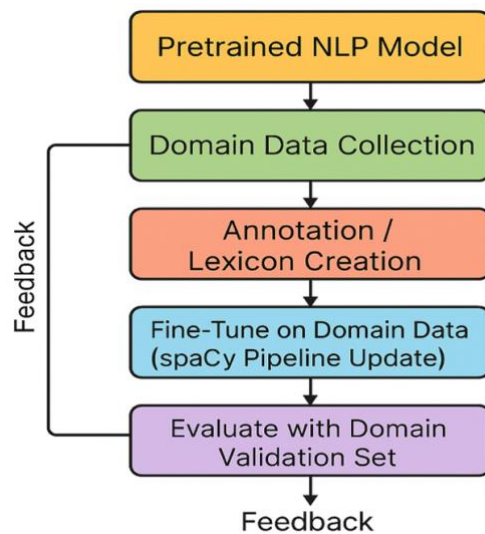 Pretrained NLP Model
Domain Data Collection
Annotation /
Lexicon Creation
Fine-Tune on Domain Data
(spaCy Pipeline Update)
Evaluate with Domain
Validation Set
Feedback
Feedback